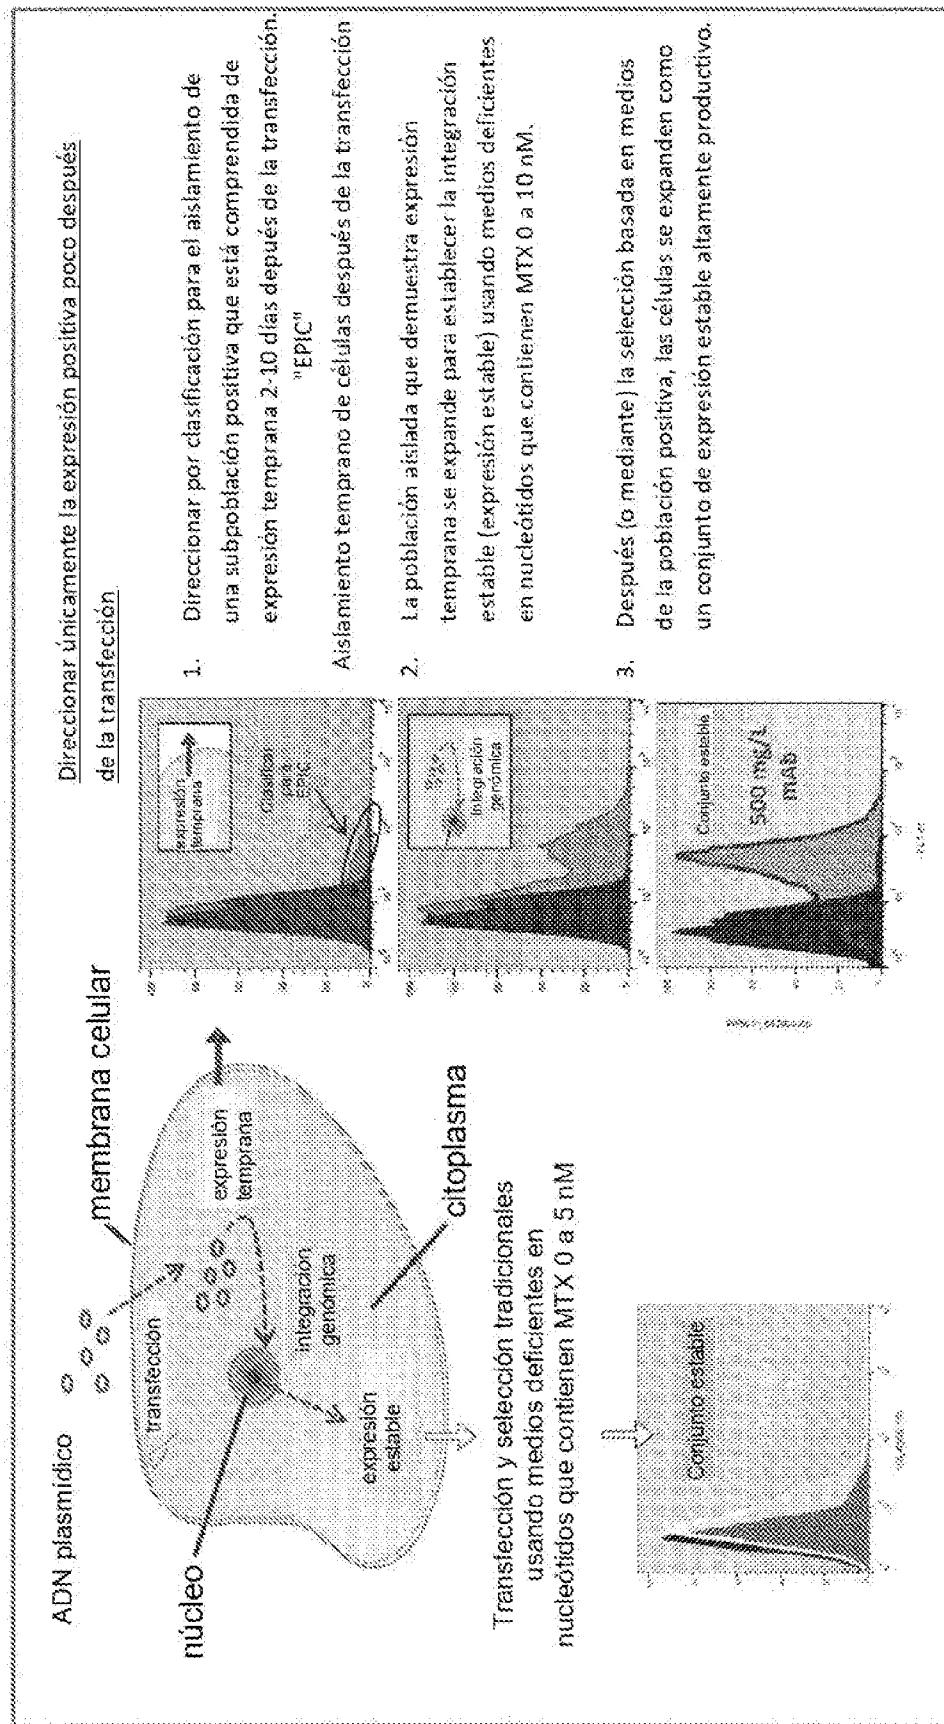 ADN plasmídico
membrana celular
transfección
núcleo
expresión
temprana
integración
genómica
expresión
estable
citoplasma
Transfección y selección tradicionales
usando medios deficientes en
nucleótidos que contienen MTX 0 a 5 nM
Conjunto estable
Direccionar únicamente la expresión positiva poco después
de la transfección
expresión
temprana
para
EPIC
Integración
genómica
Conjunto estable
500 mg/L
mAb
1. Direccionar por clasificación para el aislamiento de
una subpoblación positiva que está comprendida de
expresión temprana 2-10 días depués de la transfección.
"EPIC"
Aislamiento temprano de células después de la transfección
2. La población aislada que demuestra expresión
temprana se expande para establecer la integración
estable (expresión estable) usando medios deficientes
en nucleótidos que contienen MTX 0 a 10 nM.
3. Después (o mediante) la selección basada en medios
de la población positiva, las células se expanden como
un conjunto de expresión estable altamente productivo.